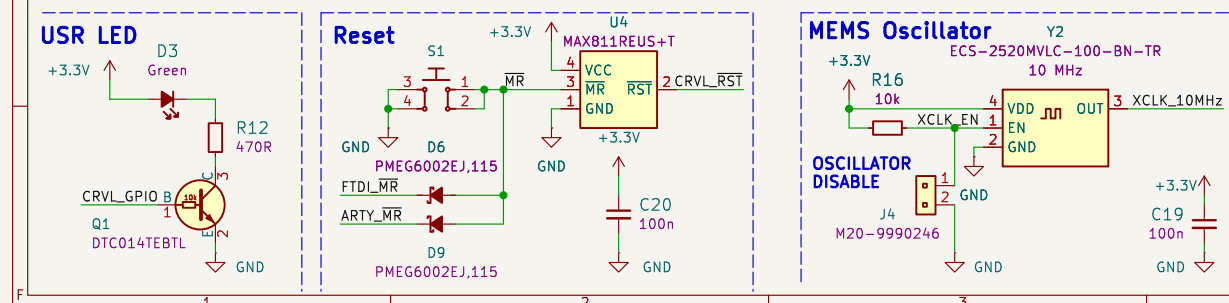 USR LED
D3
Green
+3.3V
R12
470R
CRVL_GPIO
B
1
10k
C
3
E
2
Q1
DTC014TEBTL
GND
Reset
+3.3V
U4
MAX811REUS+T
S1
3
4
1
2
MR
4
VCC
3
MR
1
GND
RST
2
CRVL_RST
GND
GND
D6
PMEG6002EJ,115
FTDI_MR
ARTY_MR
D9
PMEG6002EJ,115
+3.3V
C20
100n
GND
MEMS Oscillator
Y2
ECS-2520MVLC-100-BN-TR
10 MHz
+3.3V
R16
10k
XCLK_EN
4
VDD
1
EN
2
GND
OUT
3
XCLK_10MHz
OSCILLATOR
DISABLE
1
2
GND
J4
M20-9990246
GND
+3.3V
C19
100n
GND
F
1
2
3